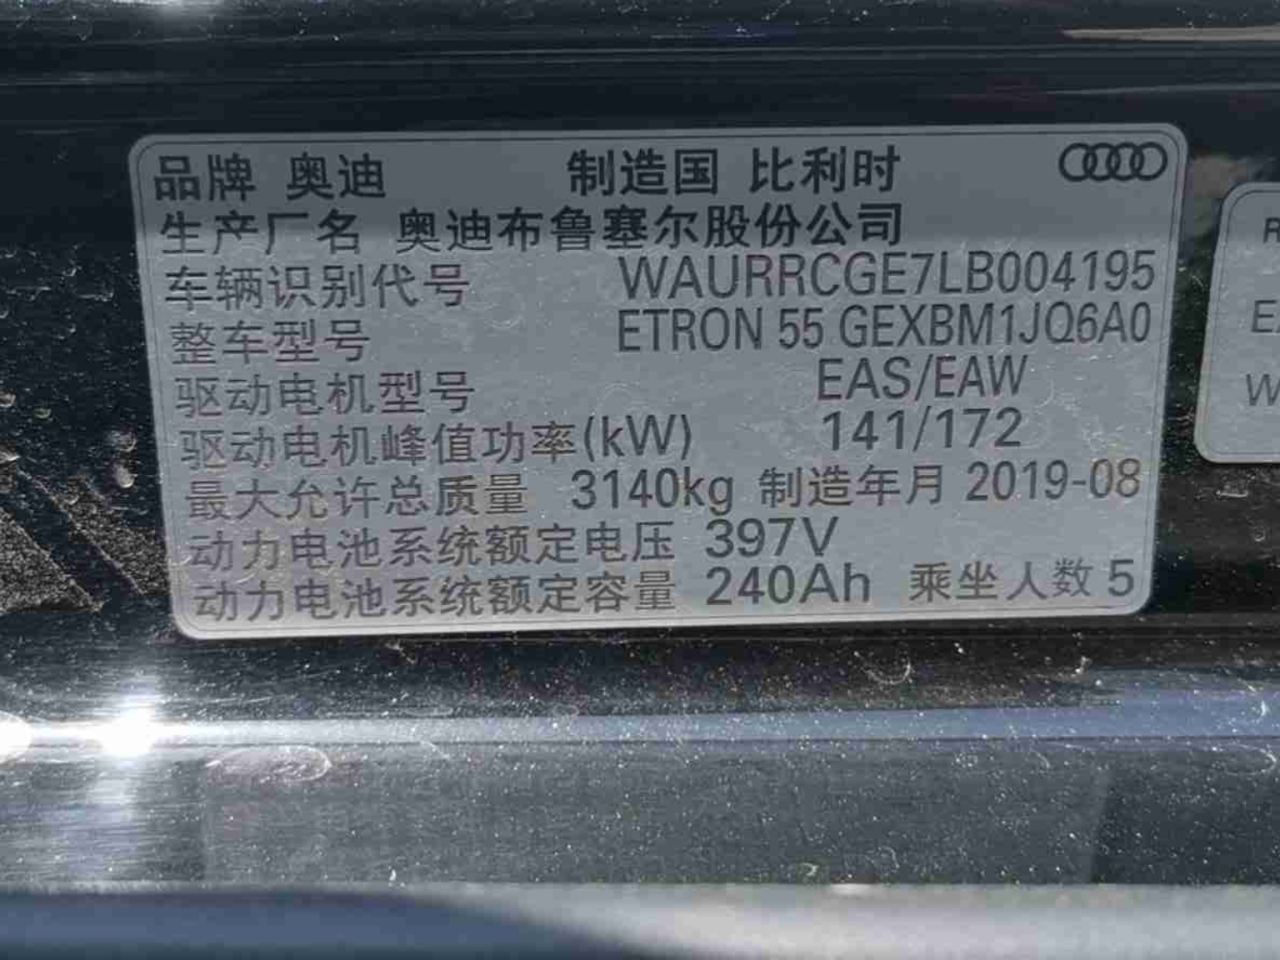 品牌 奥迪 制造国 比利时
生产厂名 奥迪布鲁塞尔股份公司
车辆识别代号 WAURRCGE7LB004195
整车型号 ETRON 55 GEXBM1JQ6A0
驱动电机型号 EAS/EAW
驱动电机峰值功率(kW) 141/172
最大允许总质量 3140kg 制造年月 2019-08
动力电池系统额定电压 397V
动力电池系统额定容量 240Ah 乘坐人数 5